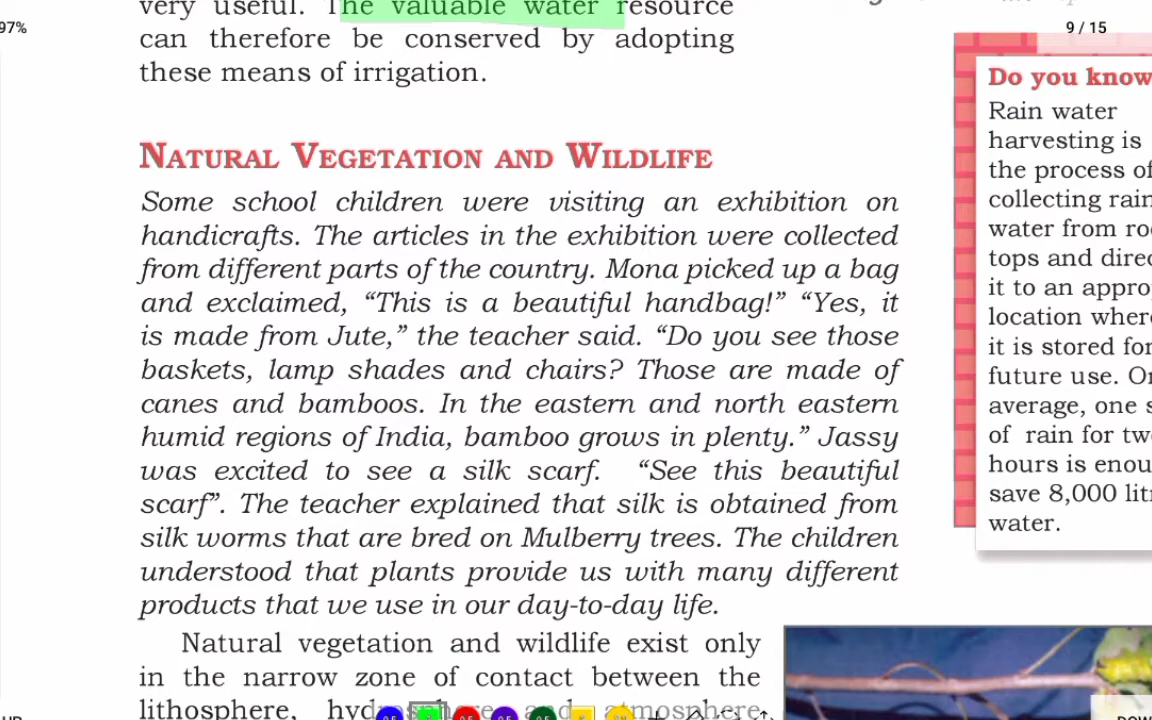 very useful. The valuable water resource
can therefore be conserved by adopting
these means of irrigation.
NATURAL VEGETATION AND WILDLIFE
Some school children were visiting an exhibition on
handicrafts. The articles in the exhibition were collected
from different parts of the country. Mona picked up a bag
and exclaimed, “This is a beautiful handbag!” “Yes, it
is made from Jute,” the teacher said. “Do you see those
baskets, lamp shades and chairs? Those are made of
canes and bamboos. In the eastern and north eastern
humid regions of India, bamboo grows in plenty.” Jassy
was excited to see a silk scarf. “See this beautiful
scarf”. The teacher explained that silk is obtained from
silk worms that are bred on Mulberry trees. The children
understood that plants provide us with many different
products that we use in our day-to-day life.
Natural vegetation and wildlife exist only
in the narrow zone of contact between the
lithosphere, hydrosphere and atmosphere
97%
9 / 15
Do you know
Rain water
harvesting is
the process of
collecting rain
water from
tops and
it to an
location where
it is stored for
future use. On
average, one
of rain for
hours is
save 8,000
water.